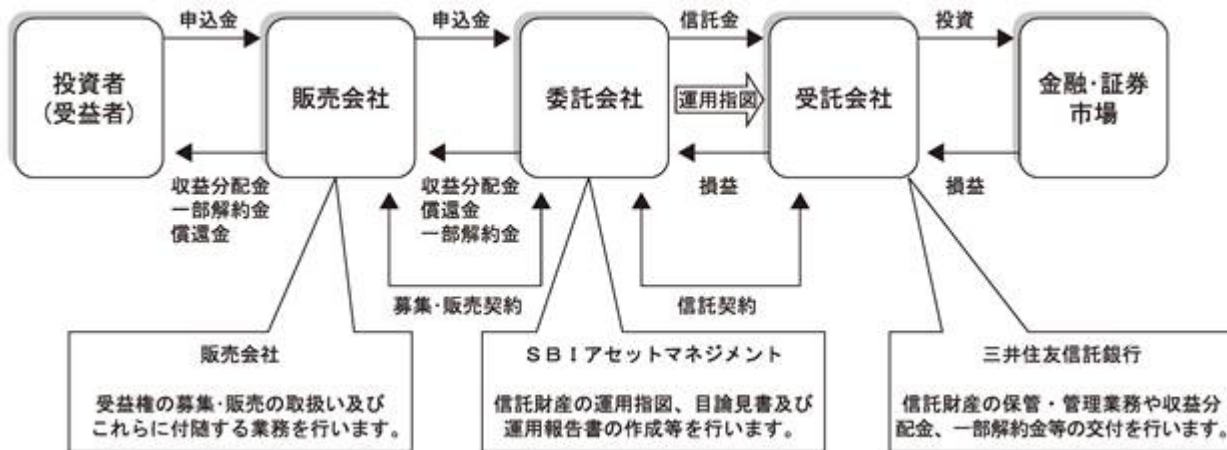 申込金
申込金
信託金
投資
投資者
(受益者)
販売会社
委託会社
運用指図
受託会社
金融・証券
市場
収益分配金
一部解約金
償還金
収益分配金
償還金
一部解約金
損益
損益
募集・販売契約
信託契約
販売会社
受益権の募集・販売の取扱い及び
これらに付随する業務を行います。
ＳＢＩアセットマネジメント
信託財産の運用指図、目論見書及び
運用報告書の作成等を行います。
三井住友信託銀行
信託財産の保管・管理業務や収益分
配金、一部解約金等の交付を行います。